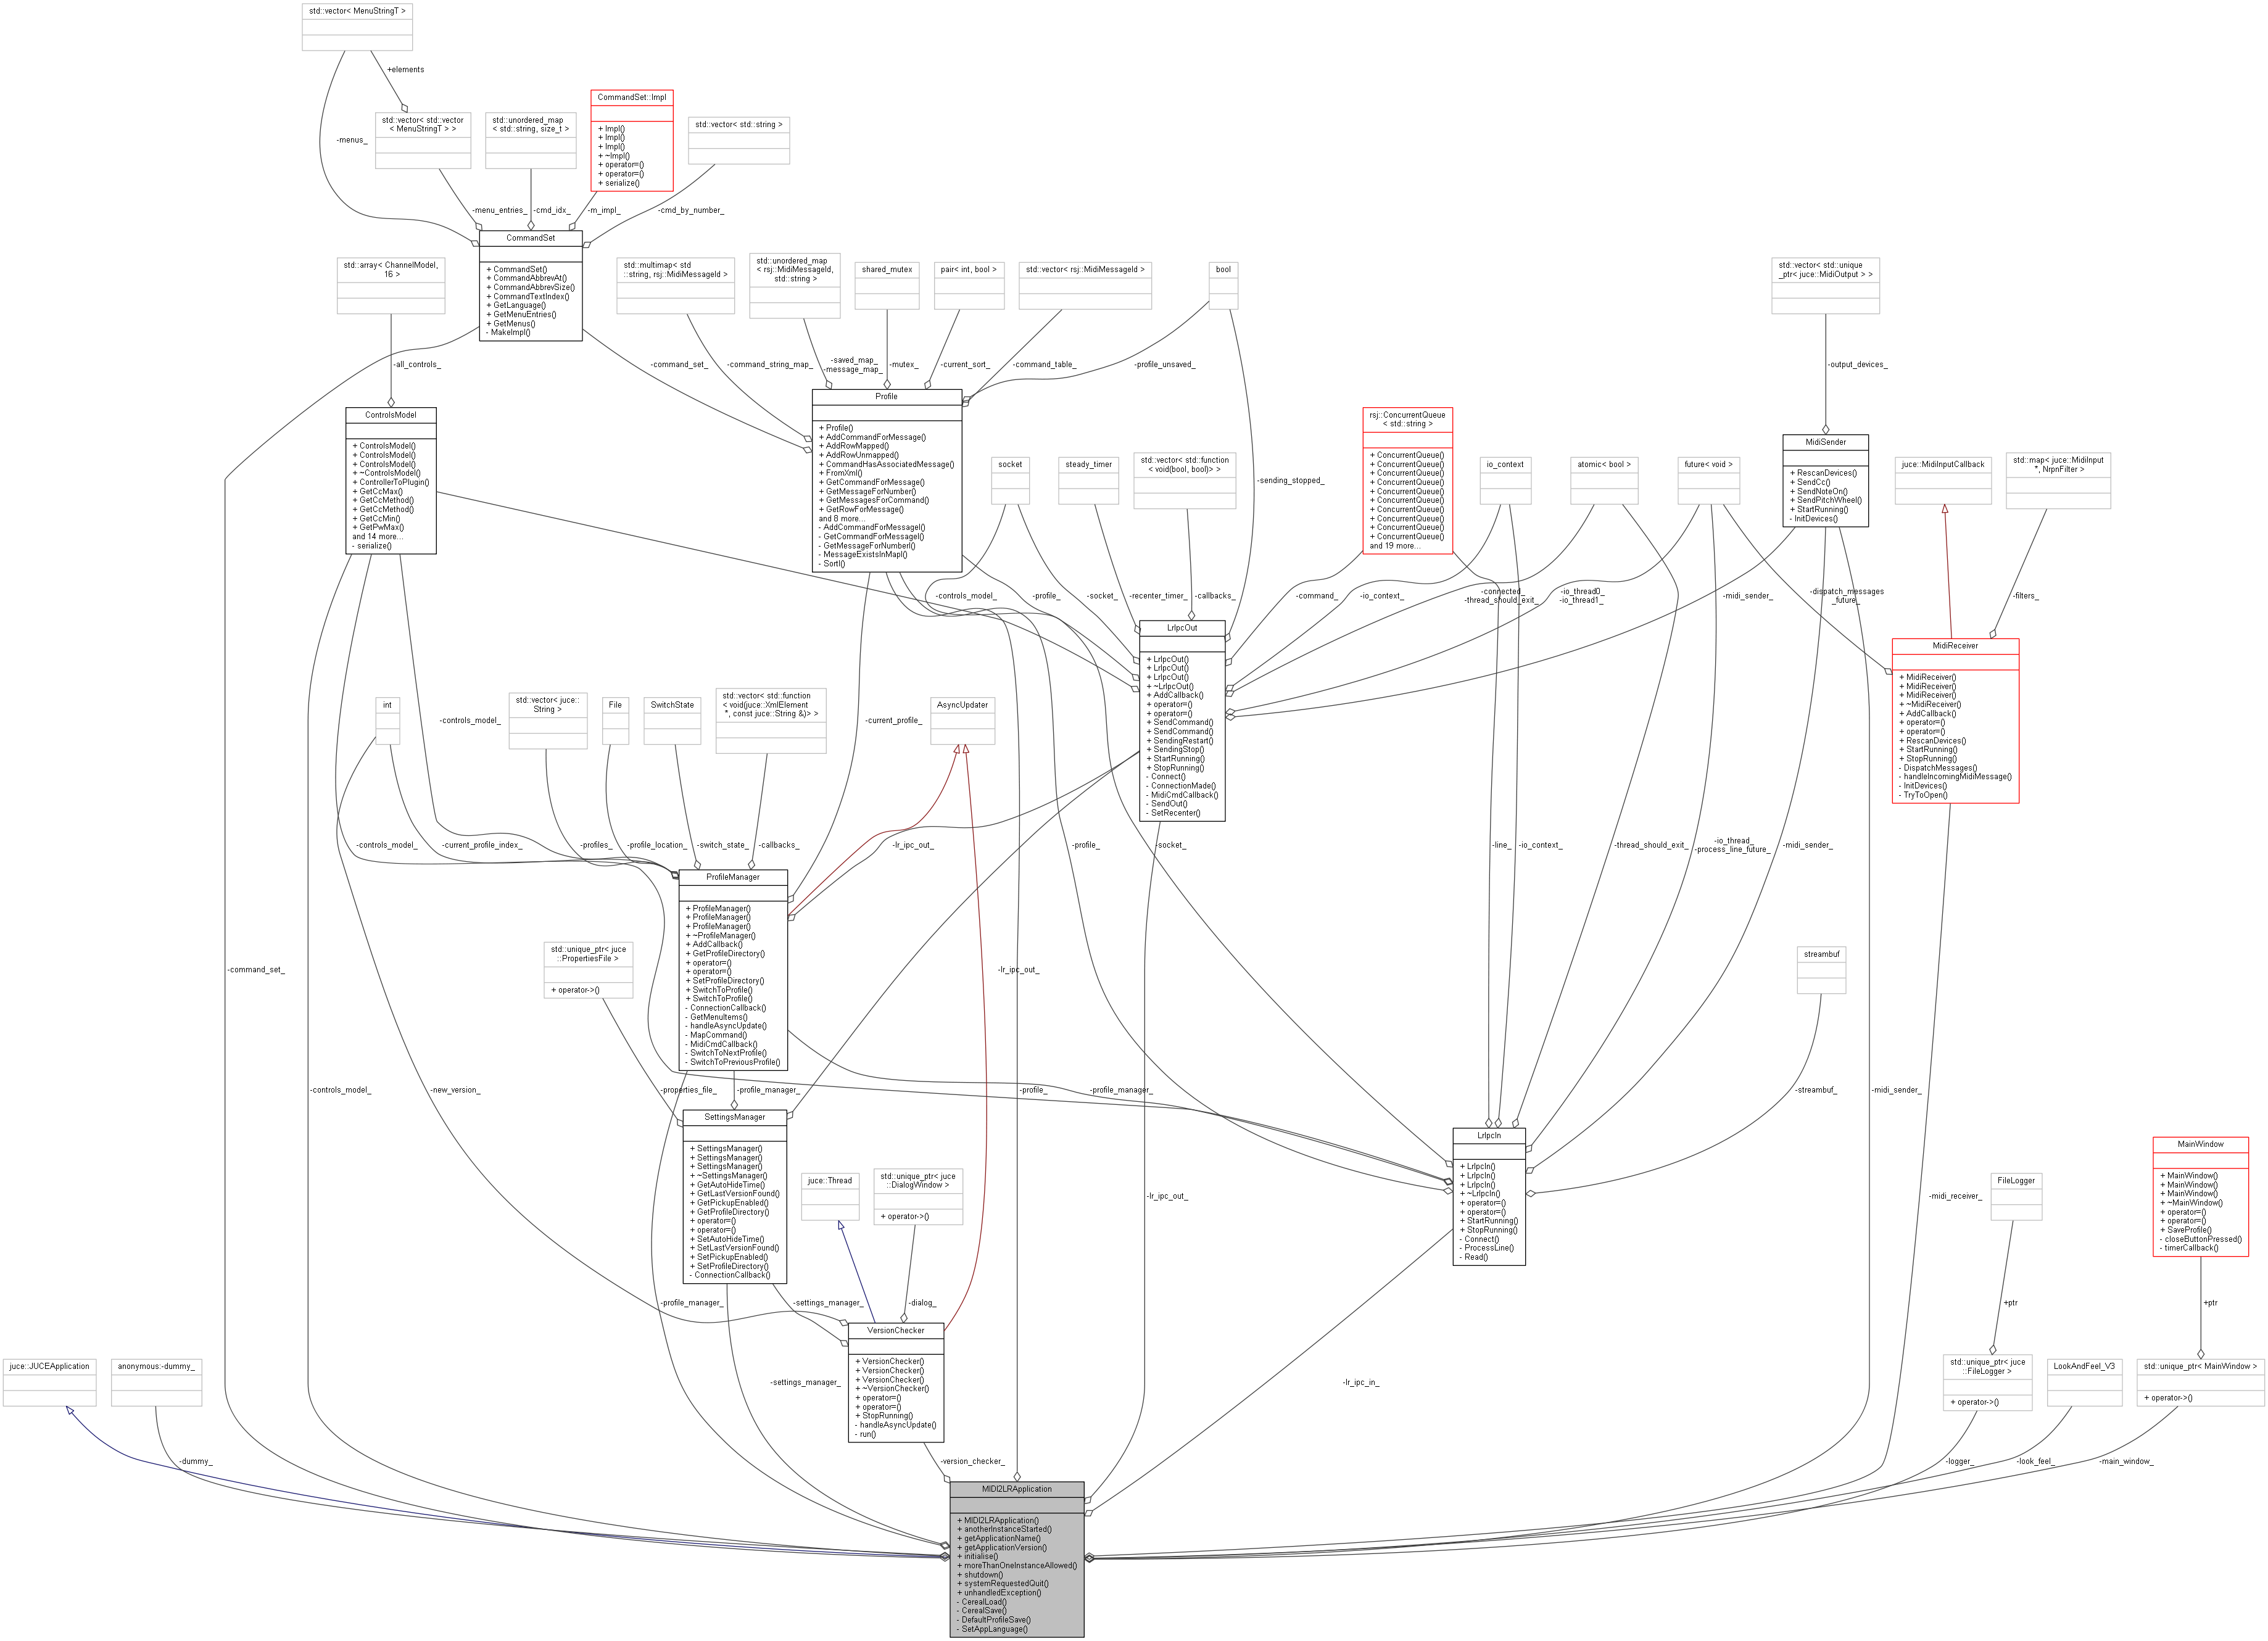 std::vector< MenuStringT >
+elements
-menus_
std::vector< std::vector
< MenuStringT > >
std::unordered_map
< std::string, size_t >
CommandSet::Impl
+ Impl()
+ Impl()
+ Impl()
+ ~Impl()
+ operator=()
+ operator=()
+ serialize()
std::vector< std::string >
-menu_entries_
-cmd_idx_
-m_impl_
-cmd_by_number_
CommandSet
+ CommandSet()
+ CommandAbbrevAt()
+ CommandAbbrevSize()
+ CommandTextIndex()
+ GetLanguage()
+ GetMenuEntries()
+ GetMenus()
- MakeImpl()
std::array< ChannelModel,
16 >
std::multimap< std
::string, rsj::MidiMessageId >
std::unordered_map
< rsj::MidiMessageId,
std::string >
shared_mutex
pair< int, bool >
std::vector< rsj::MidiMessageId >
bool
std::vector< std::unique
_ptr< juce::MidiOutput > >
-all_controls_
-command_set_
-command_string_map_
-saved_map_
-message_map_
-mutex_
-current_sort_
-command_table_
-profile_unsaved_
-output_devices_
ControlsModel
+ ControlsModel()
+ ControlsModel()
+ ControlsModel()
+ ~ControlsModel()
+ ControllerToPlugin()
+ GetCcMax()
+ GetCcMethod()
+ GetCcMethod()
+ GetCcMin()
+ GetPwMax()
and 14 more...
- serialize()
Profile
+ Profile()
+ AddCommandForMessage()
+ AddRowMapped()
+ AddRowUnmapped()
+ CommandHasAssociatedMessage()
+ FromXml()
+ GetCommandForMessage()
+ GetMessageForNumber()
+ GetMessagesForCommand()
+ GetRowForMessage()
and 8 more...
- AddCommandForMessageI()
- GetCommandForMessageI()
- GetMessageForNumberI()
- MessageExistsInMapI()
- SortI()
socket
steady_timer
std::vector< std::function
< void(bool, bool)> >
-sending_stopped_
rsj::ConcurrentQueue
< std::string >
+ ConcurrentQueue()
+ ConcurrentQueue()
+ ConcurrentQueue()
+ ConcurrentQueue()
+ ConcurrentQueue()
+ ConcurrentQueue()
+ ConcurrentQueue()
+ ConcurrentQueue()
+ ConcurrentQueue()
+ ConcurrentQueue()
and 19 more...
io_context
atomic< bool >
future< void >
MidiSender
+ RescanDevices()
+ SendCc()
+ SendNoteOn()
+ SendPitchWheel()
+ StartRunning()
- InitDevices()
juce::MidiInputCallback
std::map< juce::MidiInput
*, NrpnFilter >
-controls_model_
-profile_
-socket_
-recenter_timer_
-callbacks_
-command_
-io_context_
-connected_
-thread_should_exit_
-io_thread0_
-io_thread1_
-midi_sender_
-dispatch_messages
_future_
-filters_
LrIpcOut
+ LrIpcOut()
+ LrIpcOut()
+ LrIpcOut()
+ ~LrIpcOut()
+ AddCallback()
+ operator=()
+ operator=()
+ SendCommand()
+ SendCommand()
+ SendingRestart()
+ SendingStop()
+ StartRunning()
+ StopRunning()
- Connect()
- ConnectionMade()
- MidiCmdCallback()
- SendOut()
- SetRecenter()
MidiReceiver
+ MidiReceiver()
+ MidiReceiver()
+ MidiReceiver()
+ ~MidiReceiver()
+ AddCallback()
+ operator=()
+ operator=()
+ RescanDevices()
+ StartRunning()
+ StopRunning()
- DispatchMessages()
- handleIncomingMidiMessage()
- InitDevices()
- TryToOpen()
int
std::vector< juce::
String >
File
SwitchState
std::vector< std::function
< void(juce::XmlElement
*, const juce::String &)> >
AsyncUpdater
-controls_model_
-current_profile_
-controls_model_
-current_profile_index_
-profiles_
-profile_location_
-switch_state_
-callbacks_
-lr_ipc_out_
-profile_
-socket_
-line_
-io_context_
-thread_should_exit_
-io_thread_
-process_line_future_
-midi_sender_
ProfileManager
+ ProfileManager()
+ ProfileManager()
+ ProfileManager()
+ ~ProfileManager()
+ AddCallback()
+ GetProfileDirectory()
+ operator=()
+ operator=()
+ SetProfileDirectory()
+ SwitchToProfile()
+ SwitchToProfile()
- ConnectionCallback()
- GetMenuItems()
- handleAsyncUpdate()
- MapCommand()
- MidiCmdCallback()
- SwitchToNextProfile()
- SwitchToPreviousProfile()
std::unique_ptr< juce
::PropertiesFile >
+ operator->()
streambuf
-command_set_
-lr_ipc_out_
-controls_model_
-new_version_
-properties_file_
-profile_manager_
-profile_
-profile_manager_
-streambuf_
-midi_sender_
SettingsManager
+ SettingsManager()
+ SettingsManager()
+ SettingsManager()
+ ~SettingsManager()
+ GetAutoHideTime()
+ GetLastVersionFound()
+ GetPickupEnabled()
+ GetProfileDirectory()
+ operator=()
+ operator=()
+ SetAutoHideTime()
+ SetLastVersionFound()
+ SetPickupEnabled()
+ SetProfileDirectory()
- ConnectionCallback()
juce::Thread
std::unique_ptr< juce
::DialogWindow >
+ operator->()
-lr_ipc_out_
LrIpcIn
+ LrIpcIn()
+ LrIpcIn()
+ LrIpcIn()
+ ~LrIpcIn()
+ operator=()
+ operator=()
+ StartRunning()
+ StopRunning()
- Connect()
- ProcessLine()
- Read()
-midi_receiver_
FileLogger
MainWindow
+ MainWindow()
+ MainWindow()
+ MainWindow()
+ ~MainWindow()
+ operator=()
+ operator=()
+ SaveProfile()
- closeButtonPressed()
- timerCallback()
-profile_manager_
-settings_manager_
-dialog_
+ptr
+ptr
VersionChecker
+ VersionChecker()
+ VersionChecker()
+ VersionChecker()
+ ~VersionChecker()
+ operator=()
+ operator=()
+ StopRunning()
- handleAsyncUpdate()
- run()
juce::JUCEApplication
anonymous:-dummy_
-settings_manager_
-lr_ipc_in_
std::unique_ptr< juce
::FileLogger >
+ operator->()
LookAndFeel_V3
std::unique_ptr< MainWindow >
+ operator->()
-dummy_
-version_checker_
-logger_
-look_feel_
-main_window_
MIDI2LRApplication
+ MIDI2LRApplication()
+ anotherInstanceStarted()
+ getApplicationName()
+ getApplicationVersion()
+ initialise()
+ moreThanOneInstanceAllowed()
+ shutdown()
+ systemRequestedQuit()
+ unhandledException()
- CerealLoad()
- CerealSave()
- DefaultProfileSave()
- SetAppLanguage()